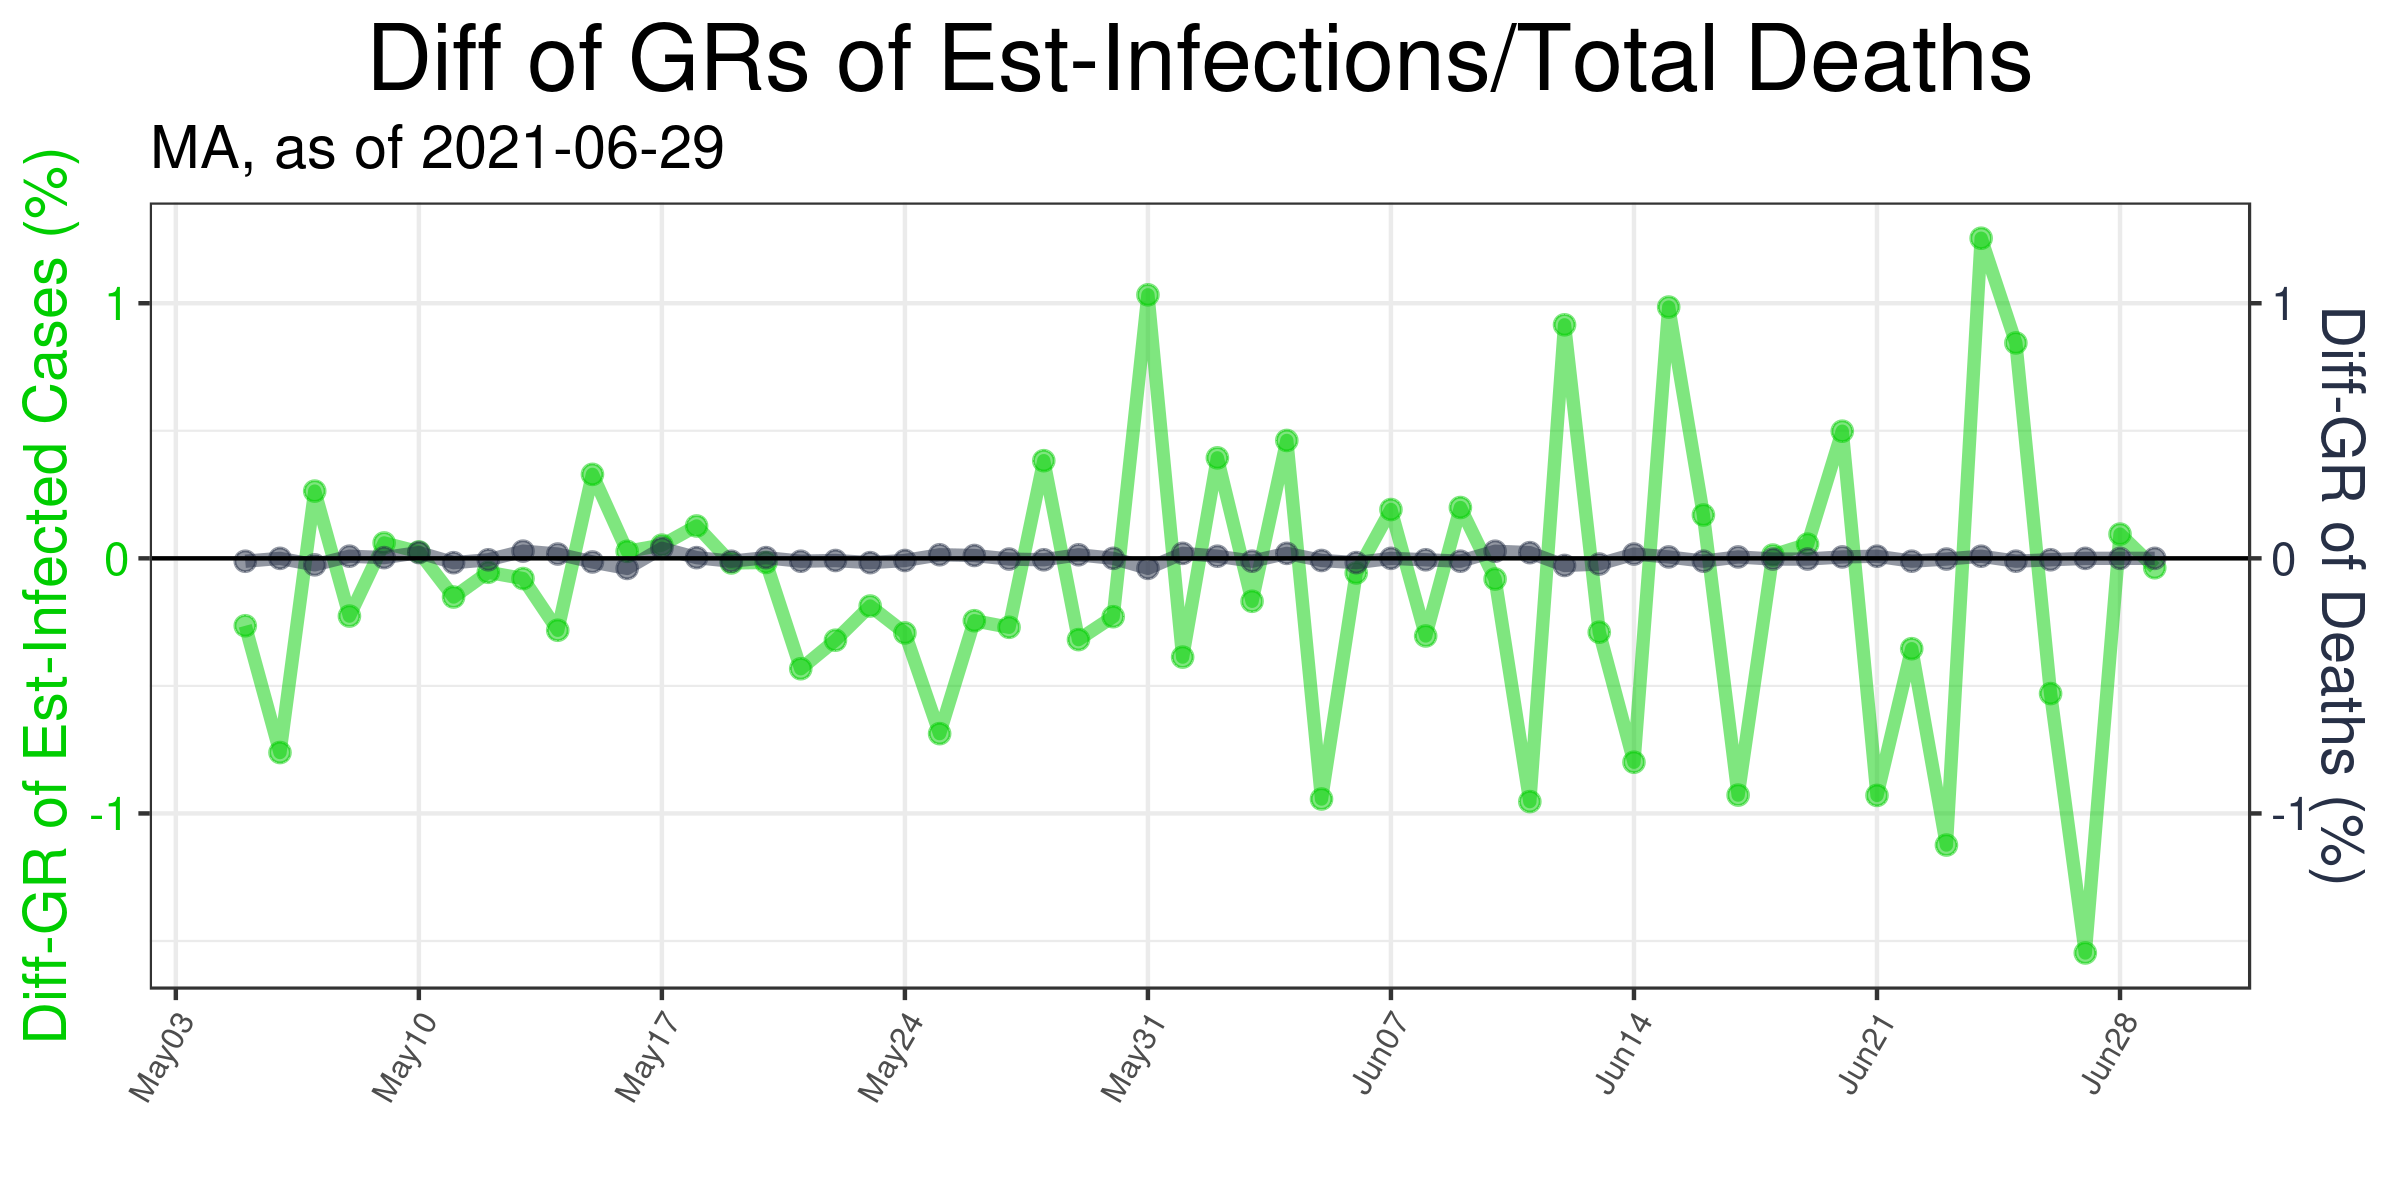 Diff of GRs of Est-Infections/Total Deaths
MA, as of 2021-06-29
Diff-GR of Est-Infected Cases (%)
1
0
-1
1
0
-1
Diff-GR of Deaths (%)
May03
May10
May17
May24
May31
Jun07
Jun14
Jun21
Jun28